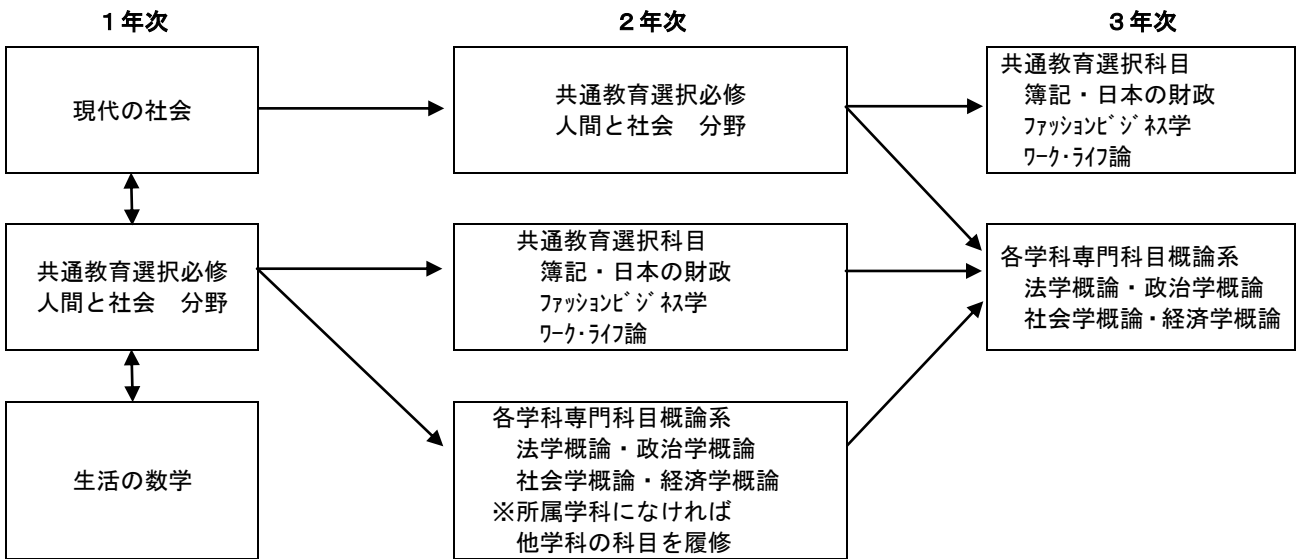 １年次
２年次
３年次
現代の社会
共通教育選択必修
人間と社会　分野
共通教育選択科目
簿記・日本の財政
ﾌｧｯｼｮﾝﾋﾞｼﾞﾈｽ学
ﾜｰｸ・ﾗｲﾌ論
共通教育選択必修
人間と社会　分野
共通教育選択科目
簿記・日本の財政
ﾌｧｯｼｮﾝﾋﾞｼﾞﾈｽ学
ﾜｰｸ・ﾗｲﾌ論
各学科専門科目概論系
法学概論・政治学概論
社会学概論・経済学概論
生活の数学
各学科専門科目概論系
法学概論・政治学概論
社会学概論・経済学概論
※所属学科になければ
他学科の科目を履修